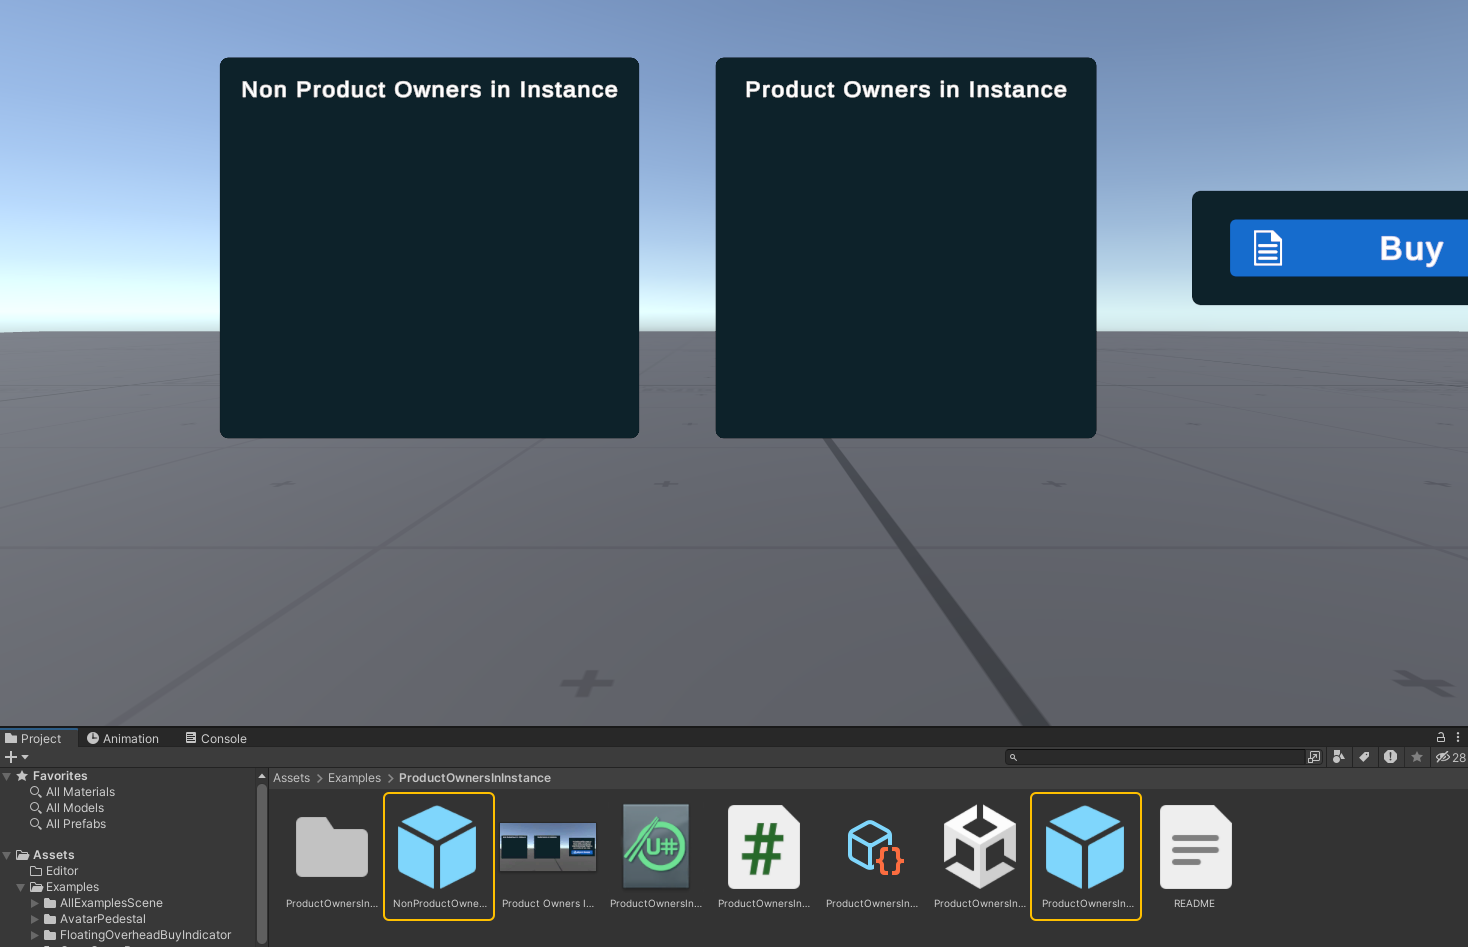 Non Product Owners in Instance
Product Owners in Instance
Buy
Project
Animation
Console
28
Favorites
All Materials
All Models
All Prefabs
Assets
Editor
Examples
AllExamplesScene
AvatarPedestal
FloatingOverheadBuyIndicator
Assets > Examples > ProductOwnersInInstance
ProductOwnersIn...
NonProductOwne...
Product Owners I...
ProductOwnersIn...
ProductOwnersIn...
ProductOwnersIn...
ProductOwnersIn...
ProductOwnersIn...
README
U#
#